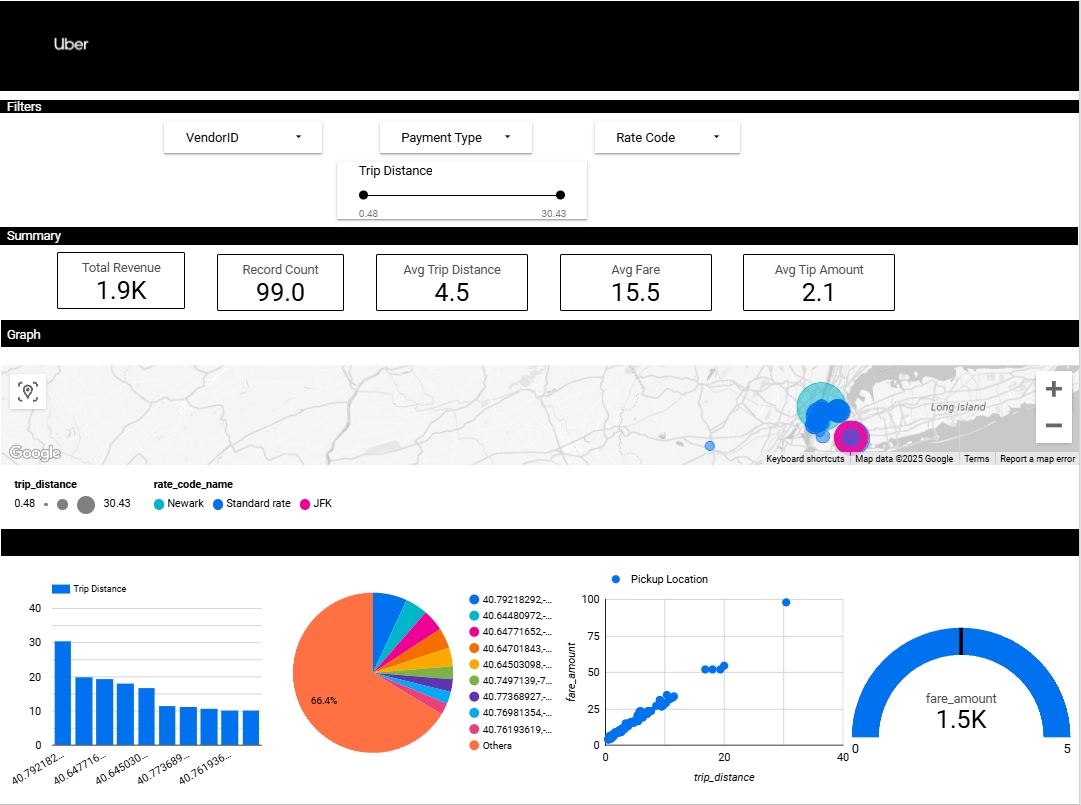 Uber
Filters
VendorID
Payment Type
Rate Code
Trip Distance
0.48
30.43
Summary
Total Revenue
1.9K
Record Count
99.0
Avg Trip Distance
4.5
Avg Fare
15.5
Avg Tip Amount
2.1
Graph
Long Island
Google
Keyboard shortcuts
Map data ©2025 Google
Terms
Report a map error
trip_distance
0.48
30.43
rate_code_name
Newark
Standard rate
JFK
Trip Distance
40
30
20
10
0
40.792182...
40.647716...
40.645030...
40.773689...
40.761936...
66.4%
40.79218292,-...
40.64480972,-...
40.64771652,-...
40.64701843,-...
40.64503098,-...
40.7497139,-7...
40.77368927,-...
40.76981354,-...
40.76193619,-...
Others
Pickup Location
fare_amount
100
75
50
25
0
0
20
40
trip_distance
fare_amount
1.5K
0
5